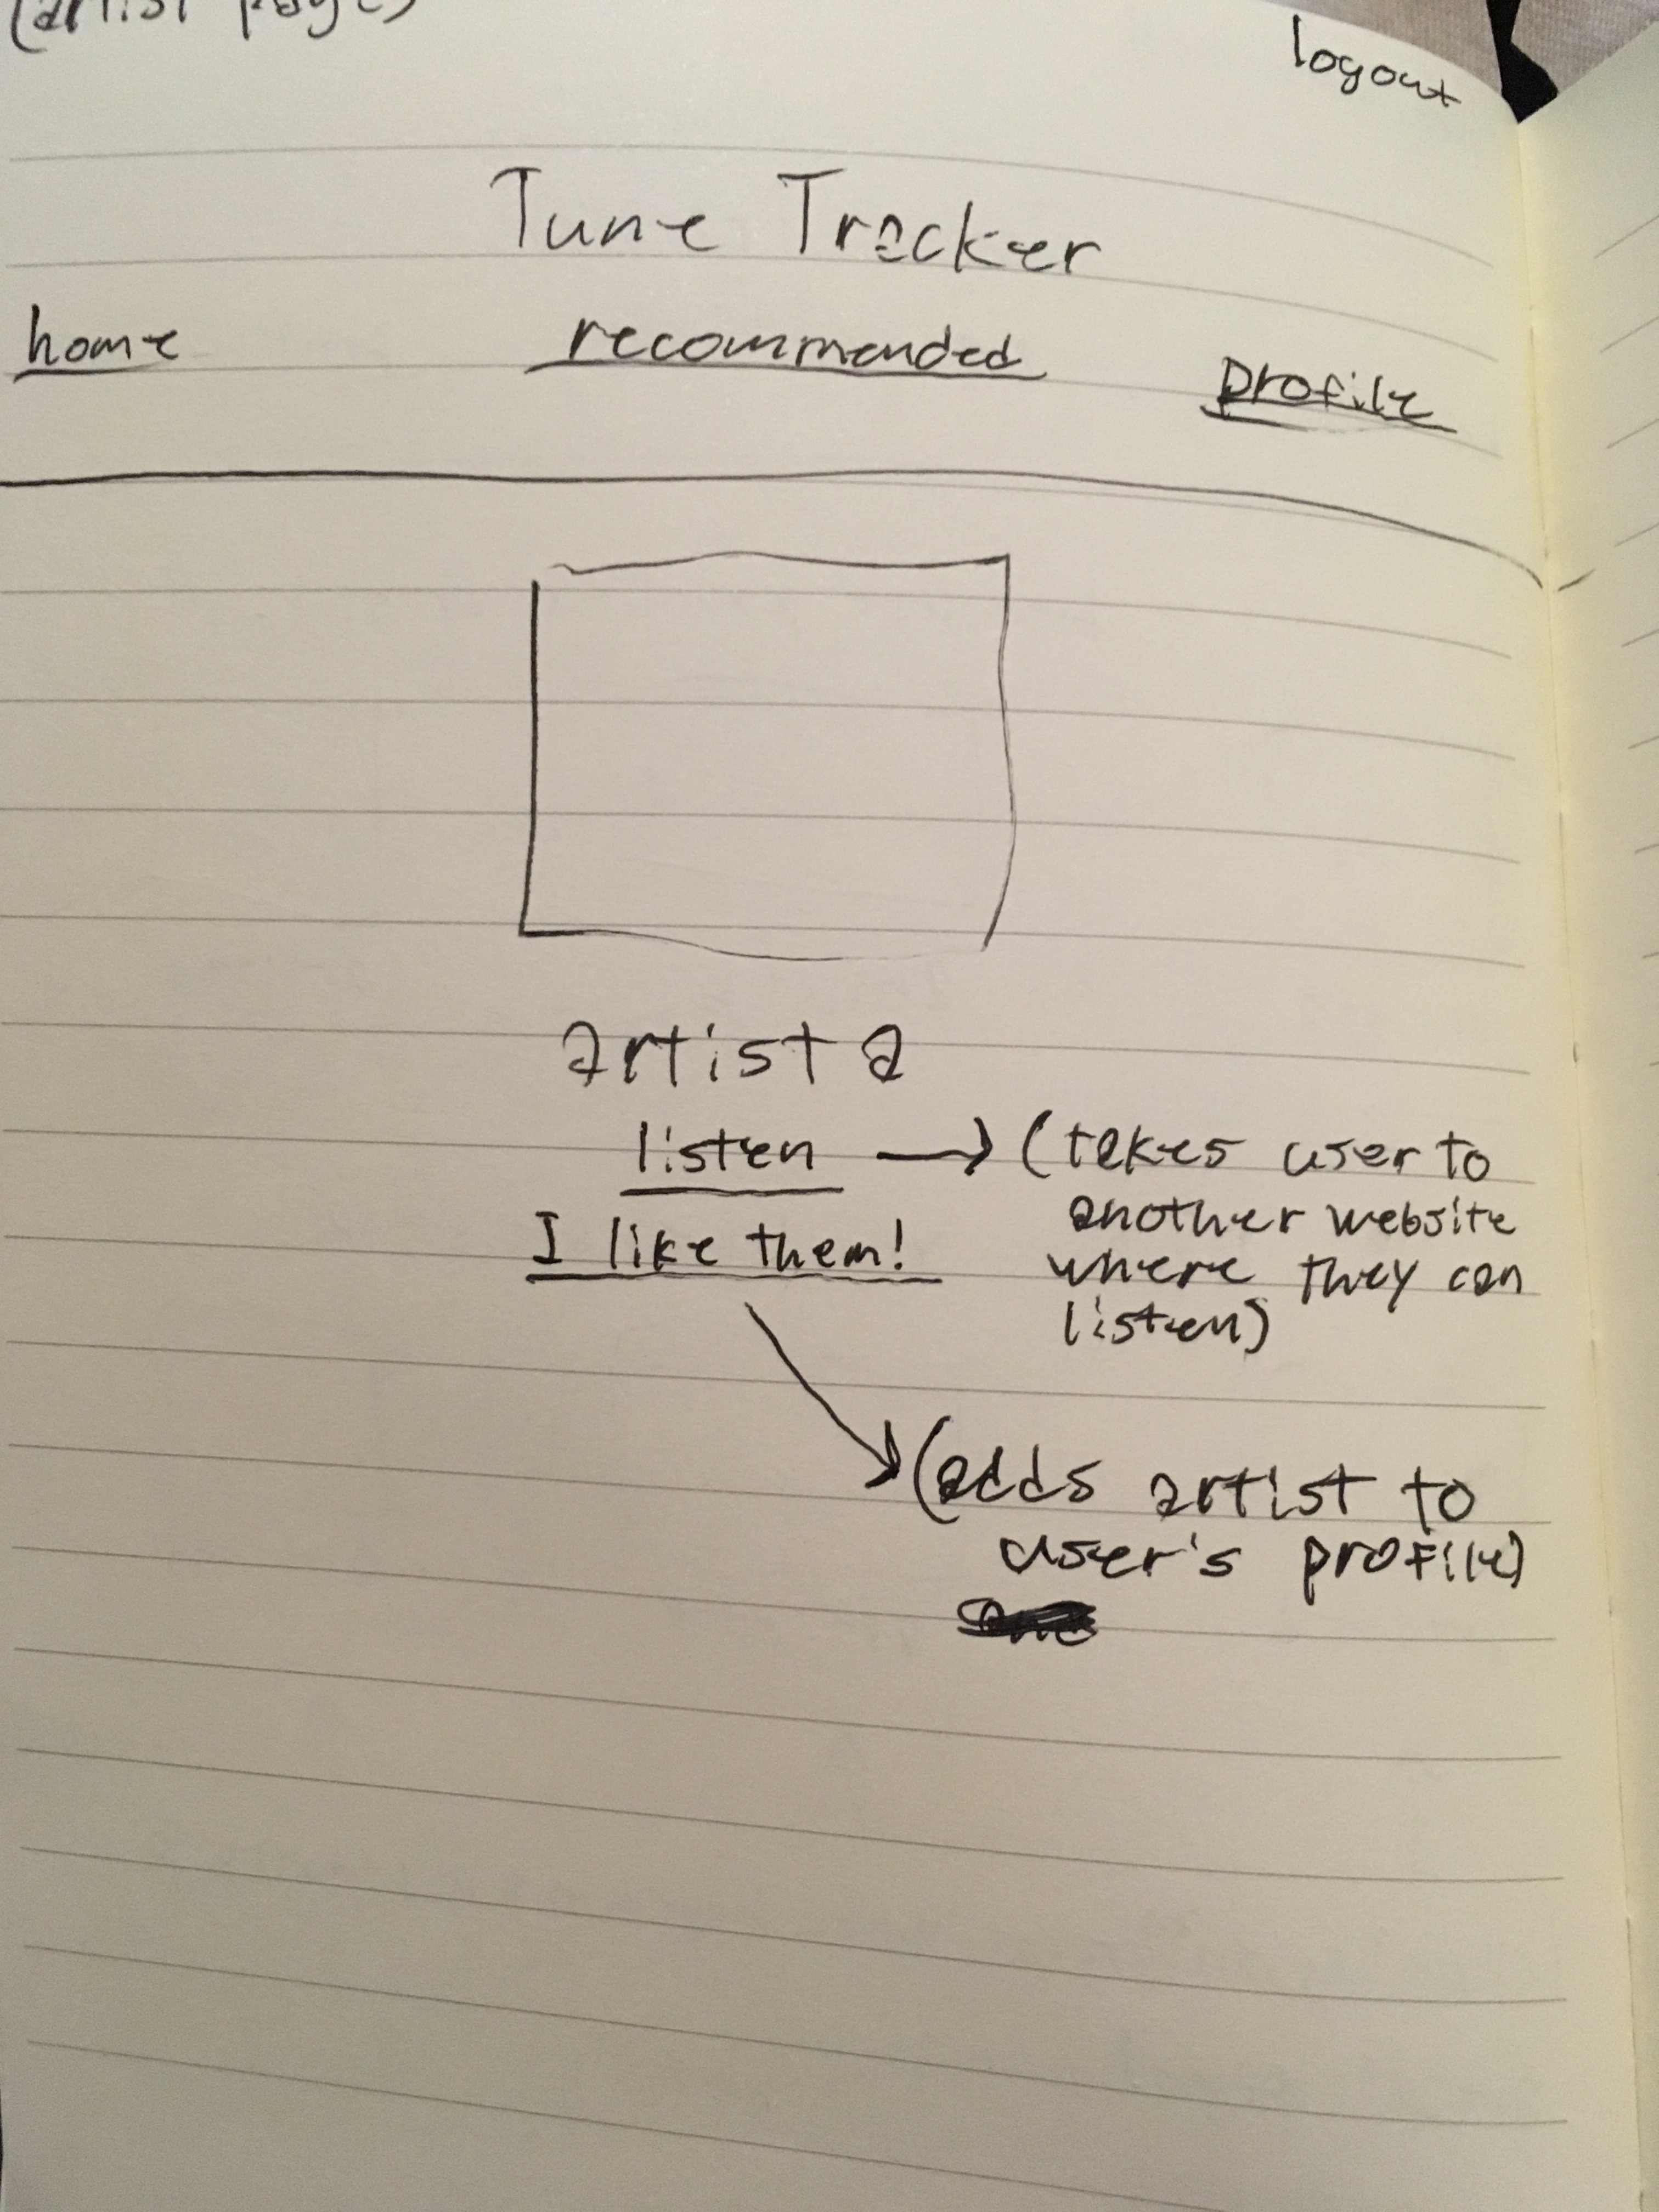 (artist page)
logout
Tune Tracker
home recommended profile
artist a
listen → (takes user to
another website
where they can
listen)
I like them!
(adds artist to
user's profile)